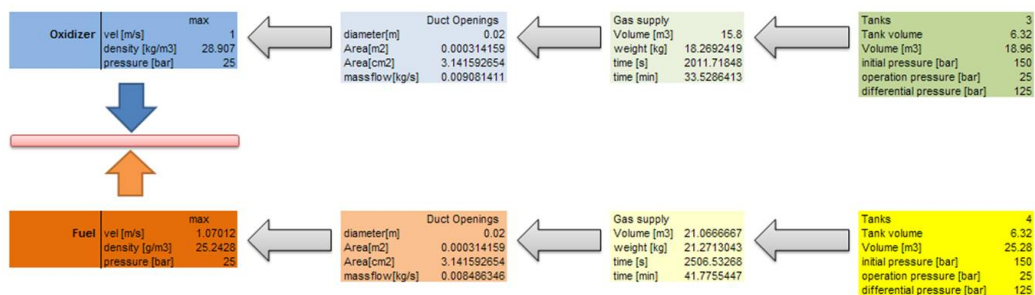 max
Oxidizer vel [m/s] 1
density [kg/m3] 28.907
pressure [bar] 25
Duct Openings
diameter[m] 0.02
Area[m2] 0.000314159
Area[cm2] 3.141592654
massflow[kg/s] 0.009081411
Gas supply
Volume [m3] 15.8
weight [kg] 18.2692419
time [s] 2011.71848
time [min] 33.5286413
Tanks 3
Tank volume 6.32
Volume [m3] 18.96
initial pressure [bar] 150
operation pressure [bar] 25
differential pressure [bar] 125
max
Fuel vel [m/s] 1.07012
density [g/m3] 25.2428
pressure [bar] 25
Duct Openings
diameter[m] 0.02
Area[m2] 0.000314159
Area[cm2] 3.141592654
massflow[kg/s] 0.008486346
Gas supply
Volume [m3] 21.0666667
weight [kg] 21.2713043
time [s] 2506.53268
time [min] 41.7755447
Tanks 4
Tank volume 6.32
Volume [m3] 25.28
initial pressure [bar] 150
operation pressure [bar] 25
differential pressure [bar] 125